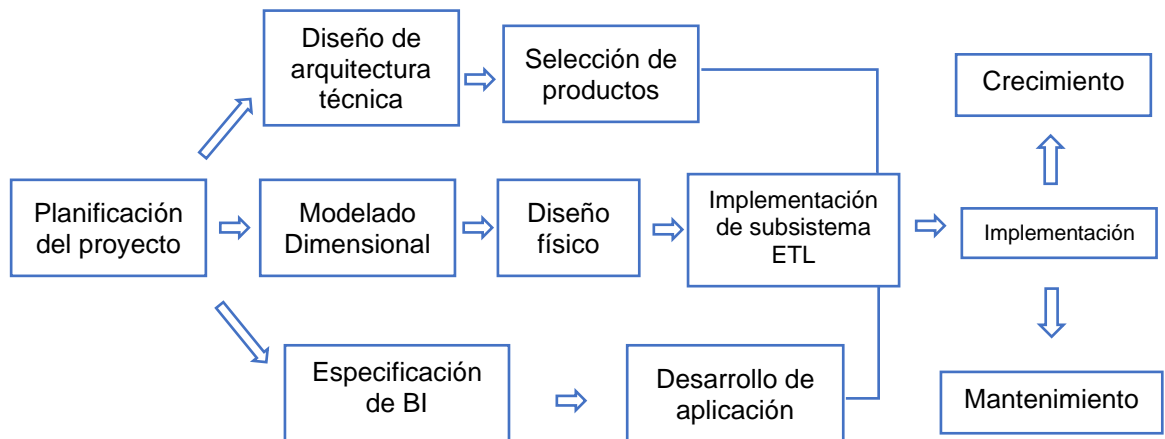 Diseño de
arquitectura
técnica
Selección de
productos
Crecimiento
Planificación
del proyecto
Modelado
Dimensional
Diseño
físico
Implementación
de subsistema
ETL
Implementación
Especificación
de BI
Desarrollo de
aplicación
Mantenimiento